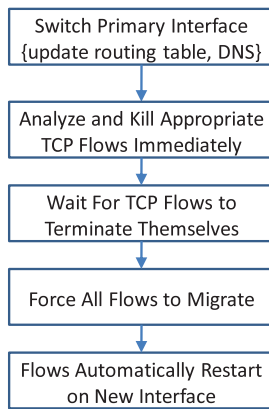 Switch Primary Interface
{update routing table, DNS}
Analyze and Kill Appropriate
TCP Flows Immediately
Wait For TCP Flows to
Terminate Themselves
Force All Flows to Migrate
Flows Automatically Restart
on New Interface